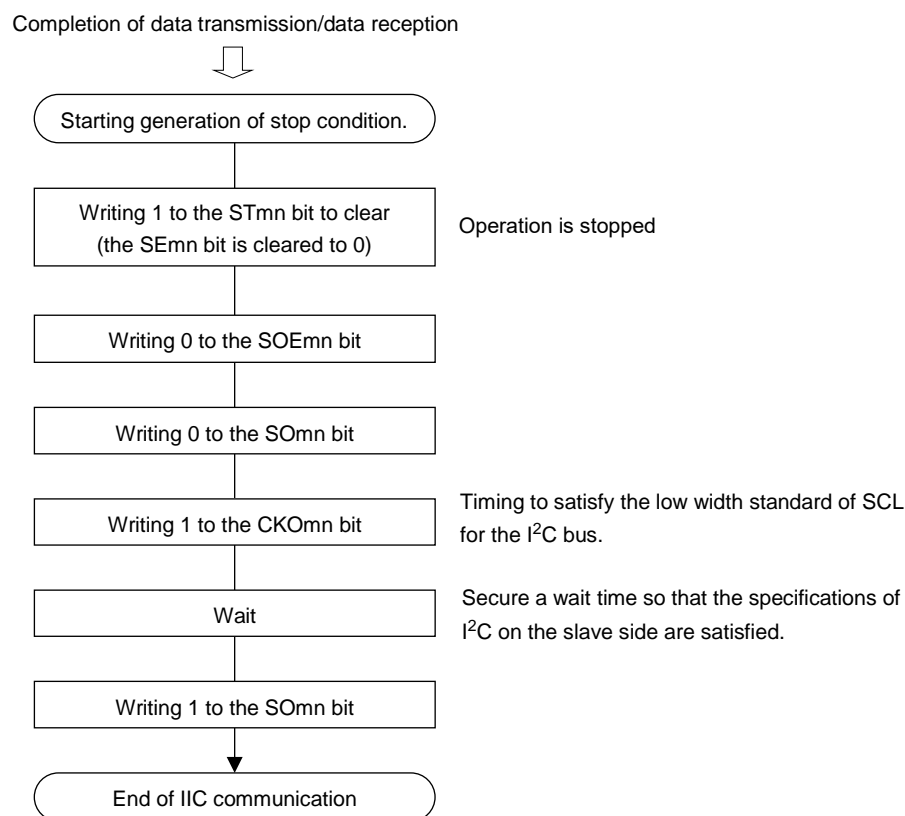 Completion of data transmission/data reception
Starting generation of stop condition.
Writing 1 to the STmn bit to clear
(the SEmn bit is cleared to 0)
Operation is stopped
Writing 0 to the SOEmn bit
Writing 0 to the SOmn bit
Writing 1 to the CKOmn bit
Timing to satisfy the low width standard of SCL
for the I²C bus.
Wait
Secure a wait time so that the specifications of
I²C on the slave side are satisfied.
Writing 1 to the SOmn bit
End of IIC communication